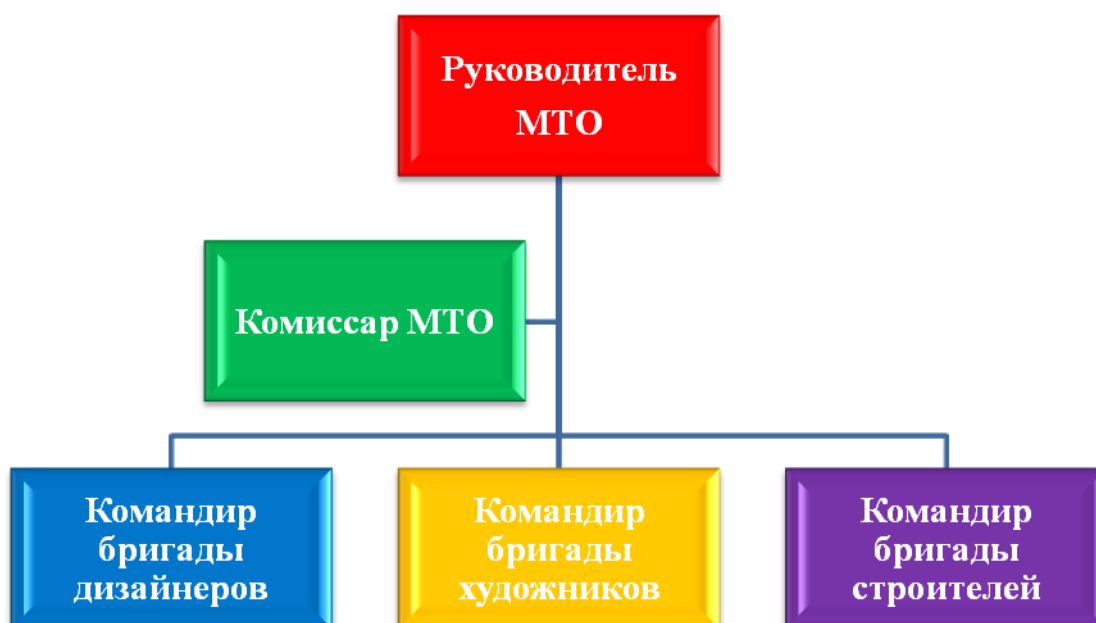 Руководитель
МТО
Комиссар МТО
Командир
бригады
дизайнеров
Командир
бригады
художников
Командир
бригады
строителей